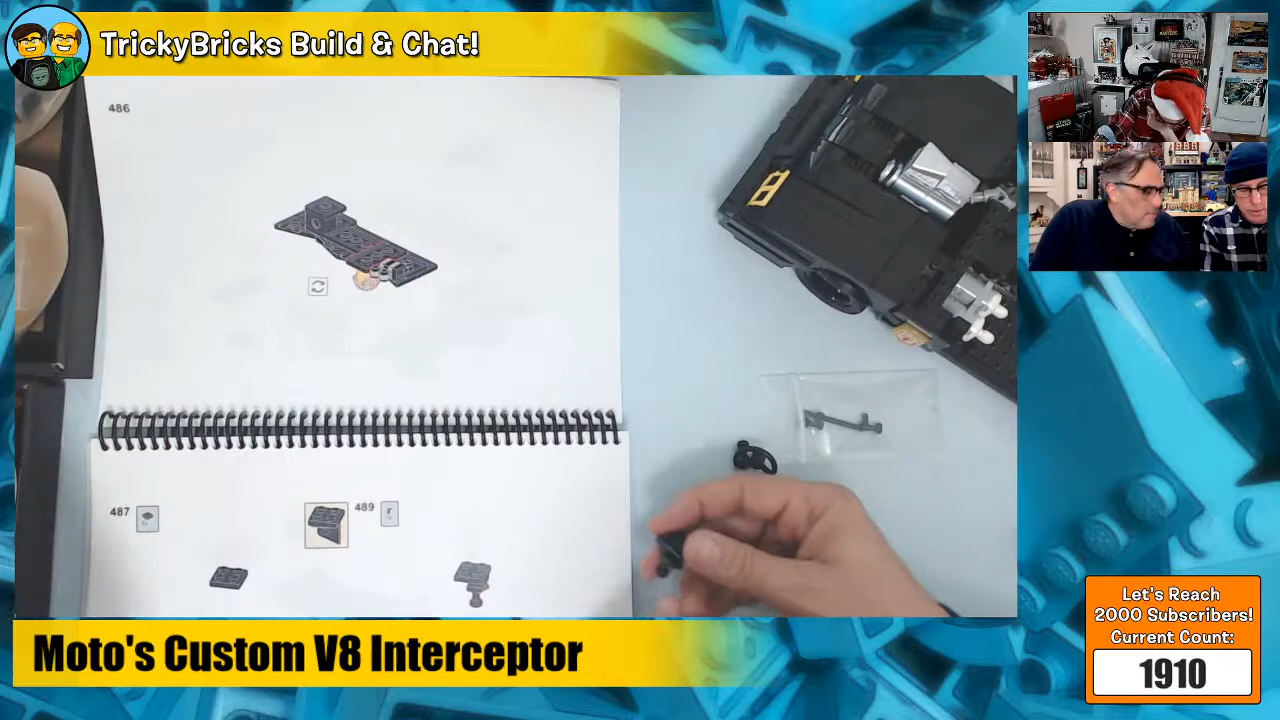 TrickyBricks Build & Chat!
486
487
489
Moto's Custom V8 Interceptor
Let's Reach
2000 Subscribers!
Current Count:
1910